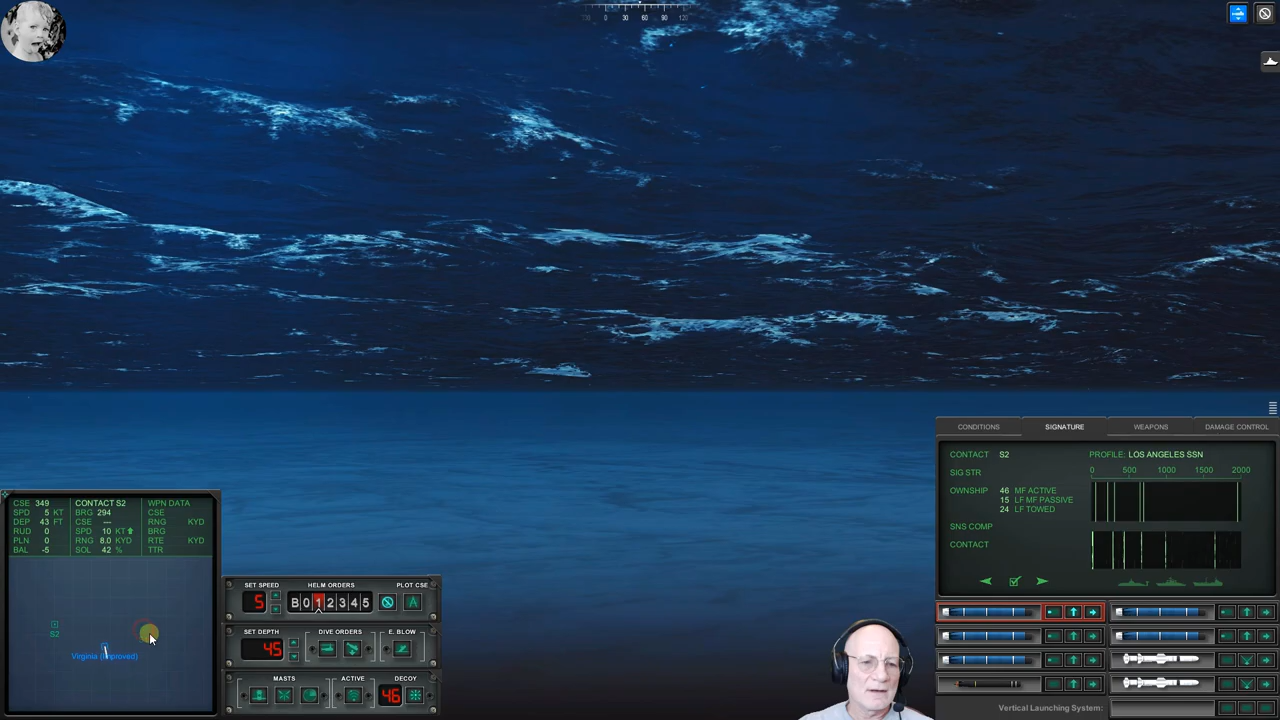 0 30 60 90 120
CONDITIONS SIGNATURE WEAPONS DAMAGE CONTROL
CONTACT S2 PROFILE: LOS ANGELES SSN
SIG STR 0 500 1000 1500 2000
OWNSHIP 46 MF ACTIVE
15 LF MF PASSIVE
24 LF TOWED
SNS COMP
CONTACT
Vertical Launching System:
CSE 349 CONTACT S2 WPN DATA
SPD 5 KT BRG 294 CSE
DEP 43 FT CSE --- RNG KYD
RUD 0 SPD 10 KT BRG
PLN 0 RNG 8.0 KYD RTE KYD
BAL -5 SOL 42 % TTR
S2
Virginia (Improved)
SET SPEED HELM ORDERS PLOT CSE
5 B 0 1 2 3 4 5 A
SET DEPTH DIVE ORDERS E. BLOW
45
MASTS ACTIVE DECOY
46